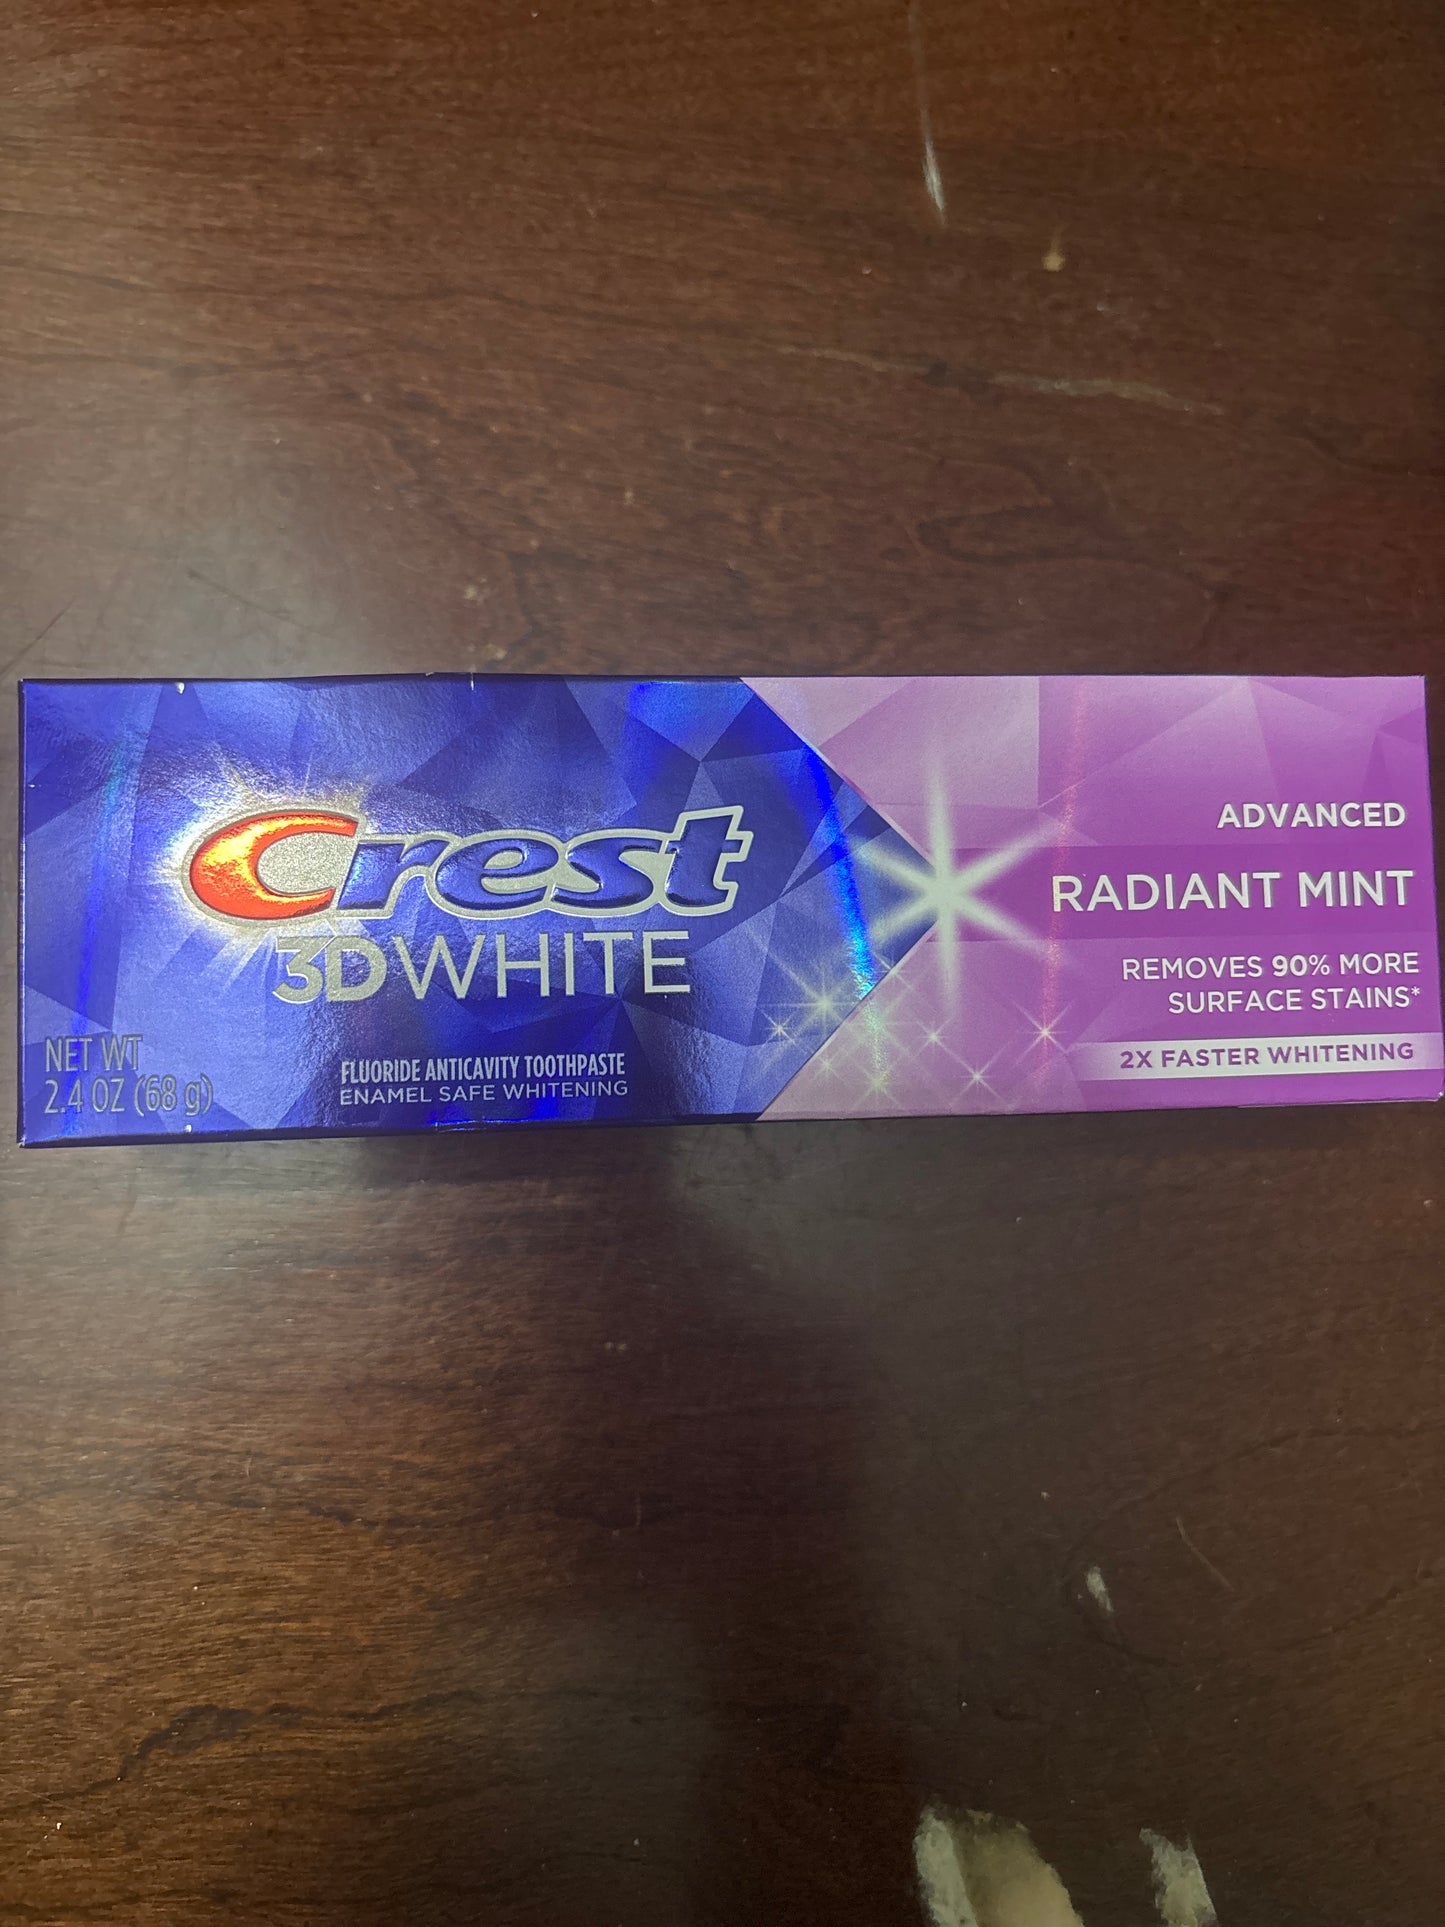 Crest
3DWHITE
NET WT
2.4 OZ (68 g)
FLUORIDE ANTICAVITY TOOTHPASTE
ENAMEL SAFE WHITENING
ADVANCED
RADIANT MINT
REMOVES 90% MORE
SURFACE STAINS*
2X FASTER WHITENING